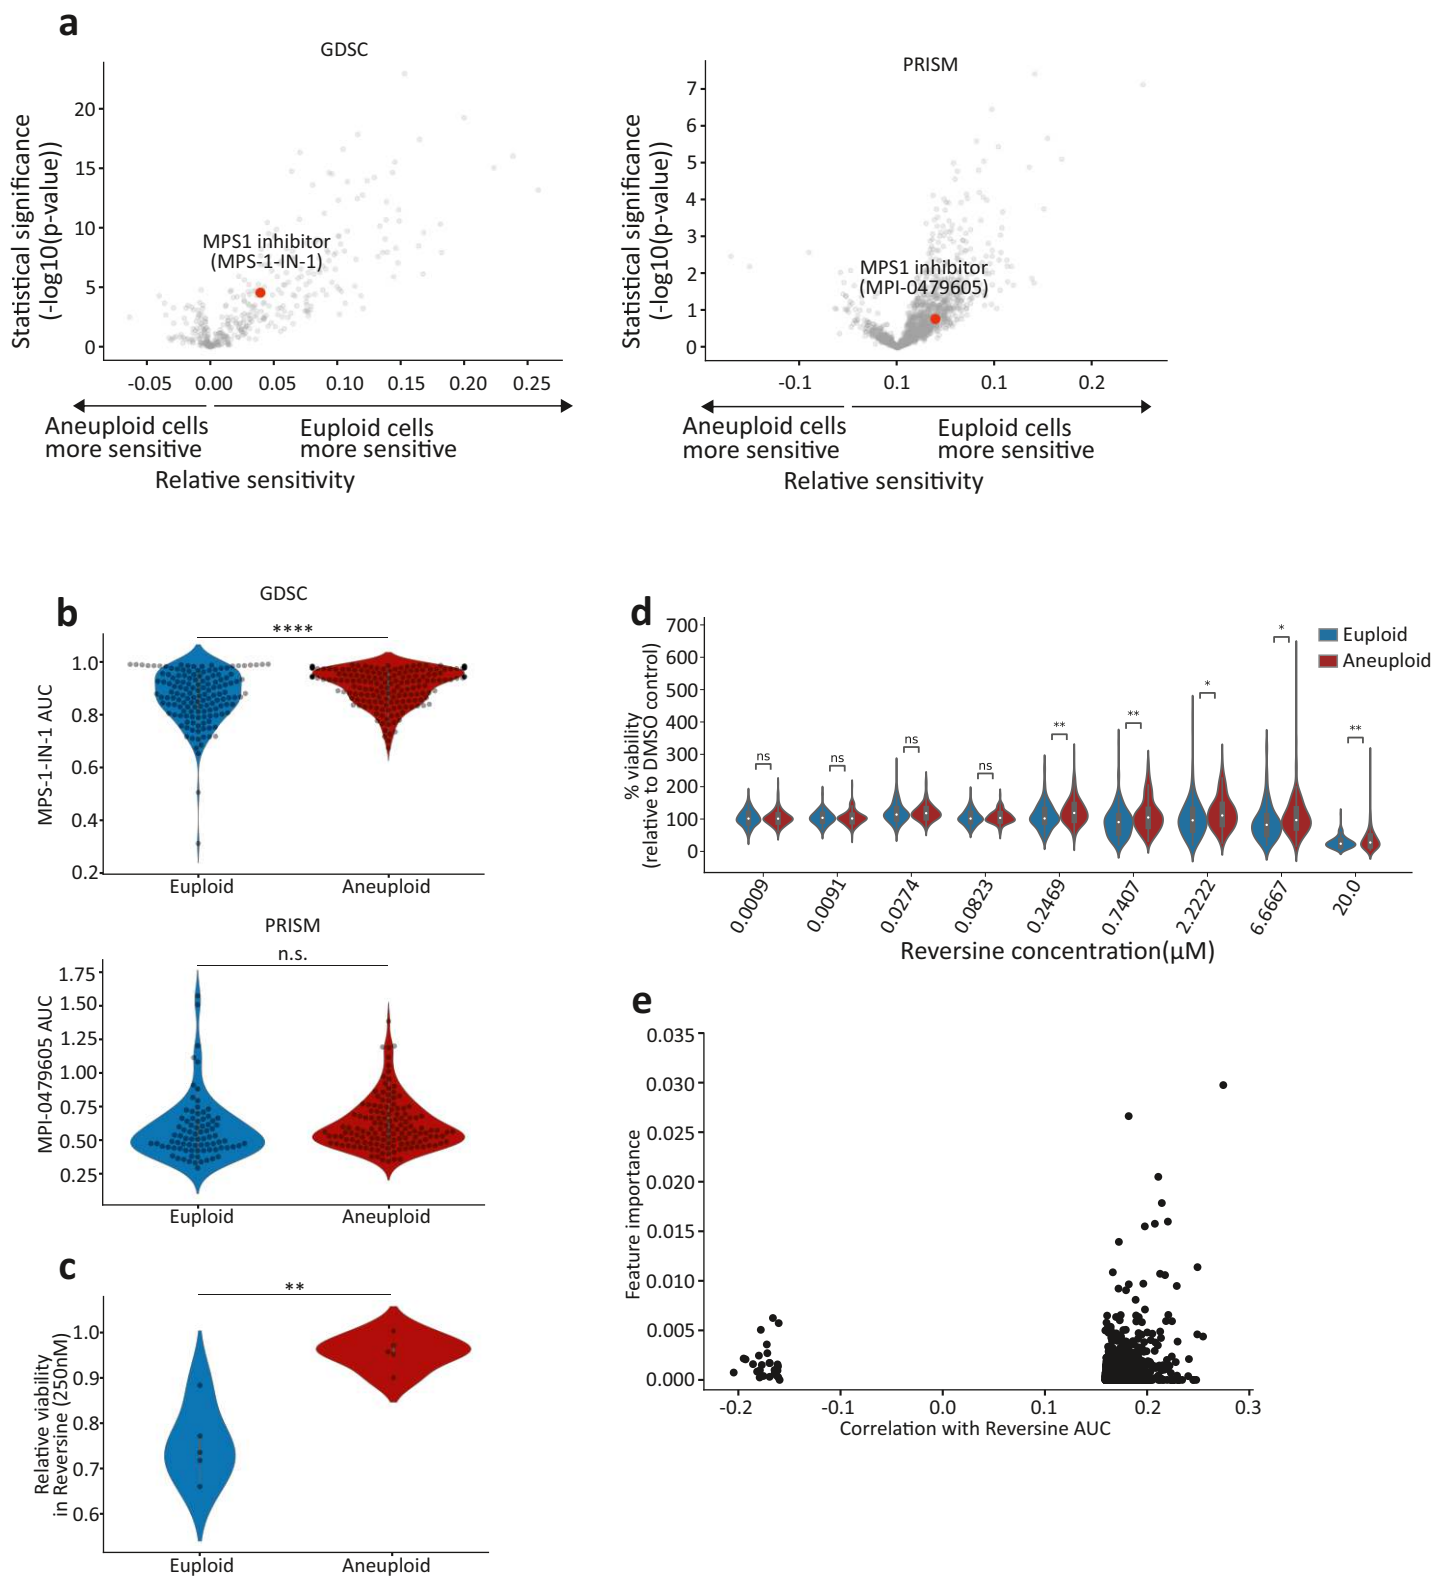 a
GDSC
Statistical significance
(-log10(p-value))
20
15
10
5
0
MPS1 inhibitor
(MPS-1-IN-1)
-0.05 0.00 0.05 0.10 0.15 0.20 0.25
Aneuploid cells
more sensitive
Euploid cells
more sensitive
Relative sensitivity
PRISM
Statistical significance
(-log10(p-value))
7
6
5
4
3
2
1
0
MPS1 inhibitor
(MPI-0479605)
-0.1 0.1 0.1 0.2
Aneuploid cells
more sensitive
Euploid cells
more sensitive
Relative sensitivity
b
GDSC
****
MPS-1-IN-1 AUC
1.0
0.8
0.6
0.4
0.2
Euploid Aneuploid
PRISM
n.s.
MPI-0479605 AUC
1.75
1.50
1.25
1.00
0.75
0.50
0.25
Euploid Aneuploid
c
**
Relative viability
in Reversine (250nM)
1.0
0.9
0.8
0.7
0.6
Euploid Aneuploid
d
% viability
(relative to DMSO control)
700
600
500
400
300
200
100
0
Euploid
Aneuploid
ns ns ns ns ** ** * * **
0.0009 0.0091 0.0274 0.0823 0.2469 0.7407 2.2222 6.6667 20.0
Reversine concentration(μM)
e
Feature importance
0.035
0.030
0.025
0.020
0.015
0.010
0.005
0.000
-0.2 -0.1 0.0 0.1 0.2 0.3
Correlation with Reversine AUC